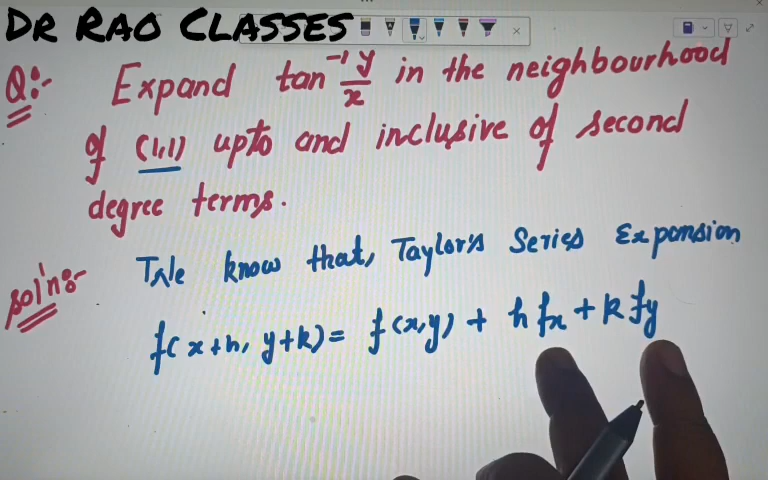 DR RAO CLASSES
Q:- Expand tan⁻¹ y/x in the neighbourhood
of (1,1) upto and inclusive of second
degree terms.
Soln:- We know that, Taylor's Series Expansion
f(x+h, y+k) = f(x,y) + h fx + k fy